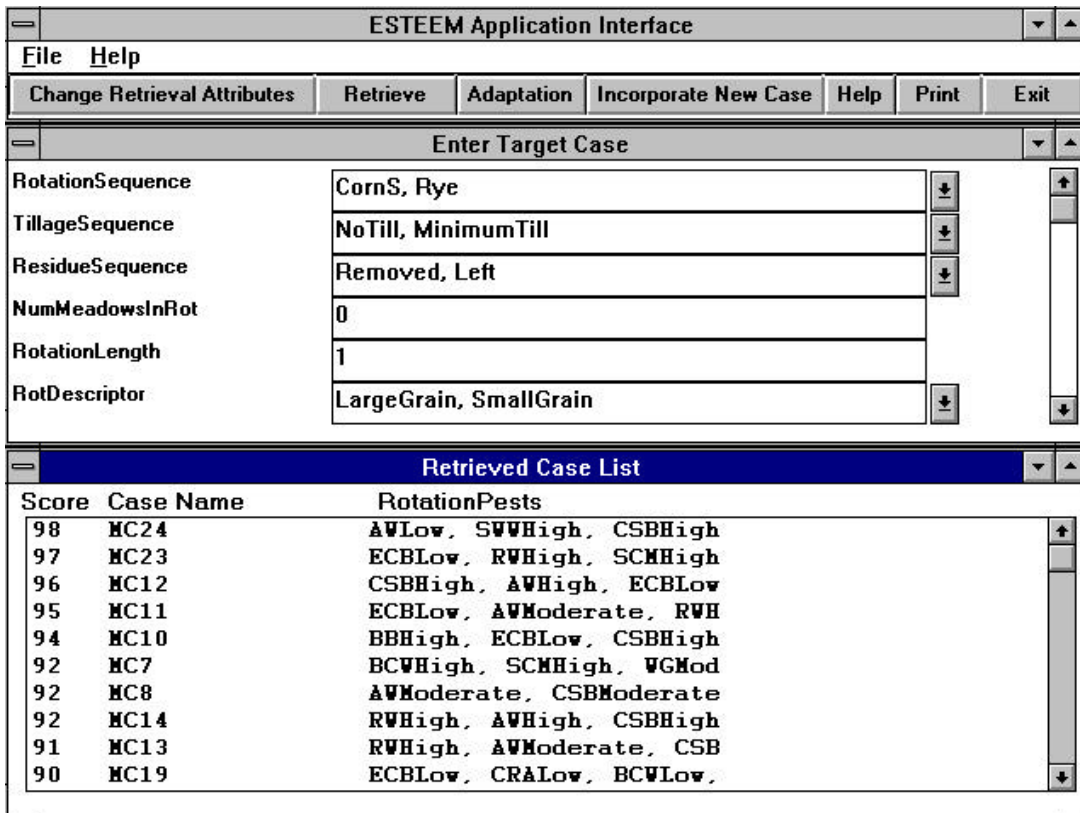 ESTEEM Application Interface
File Help
Change Retrieval Attributes Retrieve Adaptation Incorporate New Case Help Print Exit
Enter Target Case
RotationSequence CornS, Rye
TillageSequence NoTill, MinimumTill
ResidueSequence Removed, Left
NumMeadowsInRot 0
RotationLength 1
RotDescriptor LargeGrain, SmallGrain
Retrieved Case List
Score Case Name RotationPests
98 MC24 AWLow, SWWHigh, CSBHigh
97 MC23 ECBLow, RWHigh, SCMHigh
96 MC12 CSBHigh, AWHigh, ECBLow
95 MC11 ECBLow, AWModerate, RWH
94 MC10 BBHigh, ECBLow, CSBHigh
92 MC7 BCWHigh, SCMHigh, WGMod
92 MC8 AWModerate, CSBModerate
92 MC14 RWHigh, AWHigh, CSBHigh
91 MC13 RWHigh, AWModerate, CSB
90 MC19 ECBLow, CRALow, BCWLow,